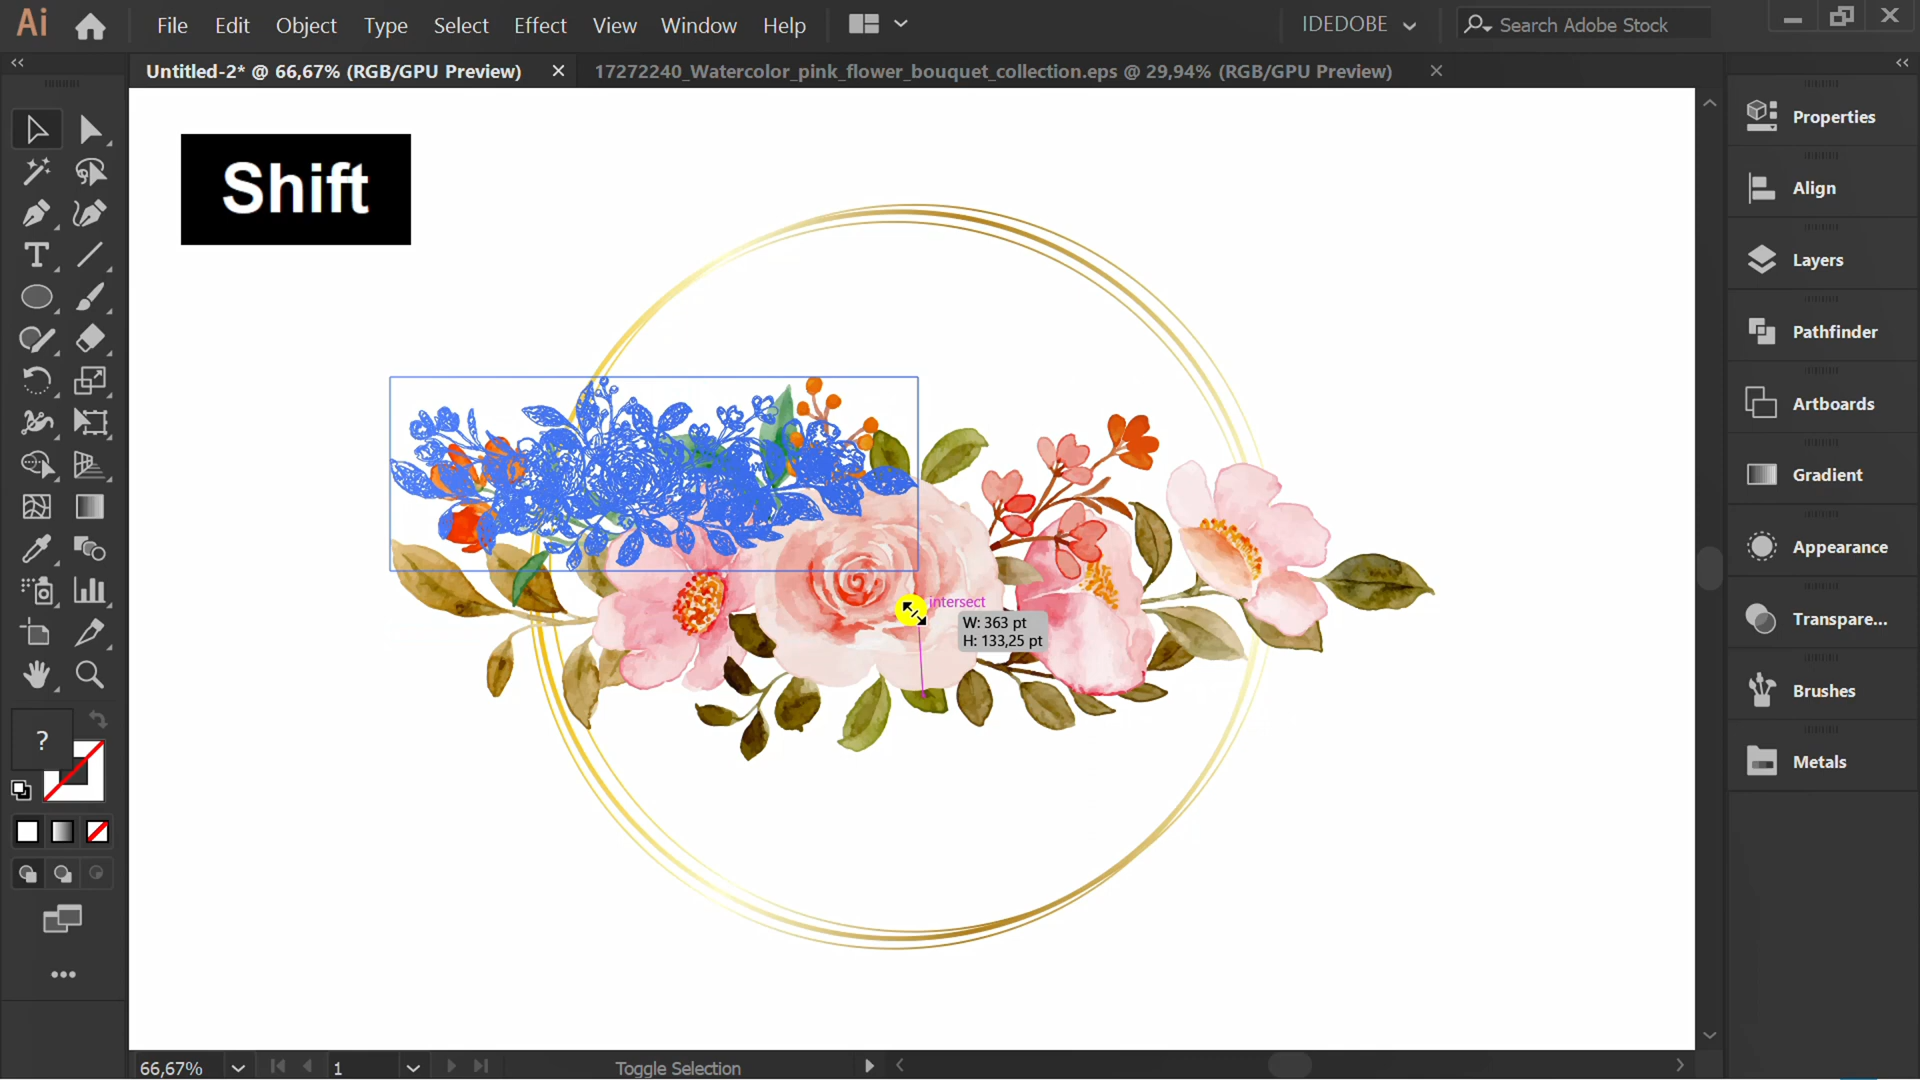 Ai
File Edit Object Type Select Effect View Window Help
IDEDOBE
Search Adobe Stock
Untitled-2* @ 66,67% (RGB/GPU Preview)
17272240_Watercolor_pink_flower_bouquet_collection.eps @ 29,94% (RGB/GPU Preview)
Shift
intersect
W: 363 pt
H: 133,25 pt
Properties
Align
Layers
Pathfinder
Artboards
Gradient
Appearance
Transpare...
Brushes
Metals
?
66,67%
1
Toggle Selection